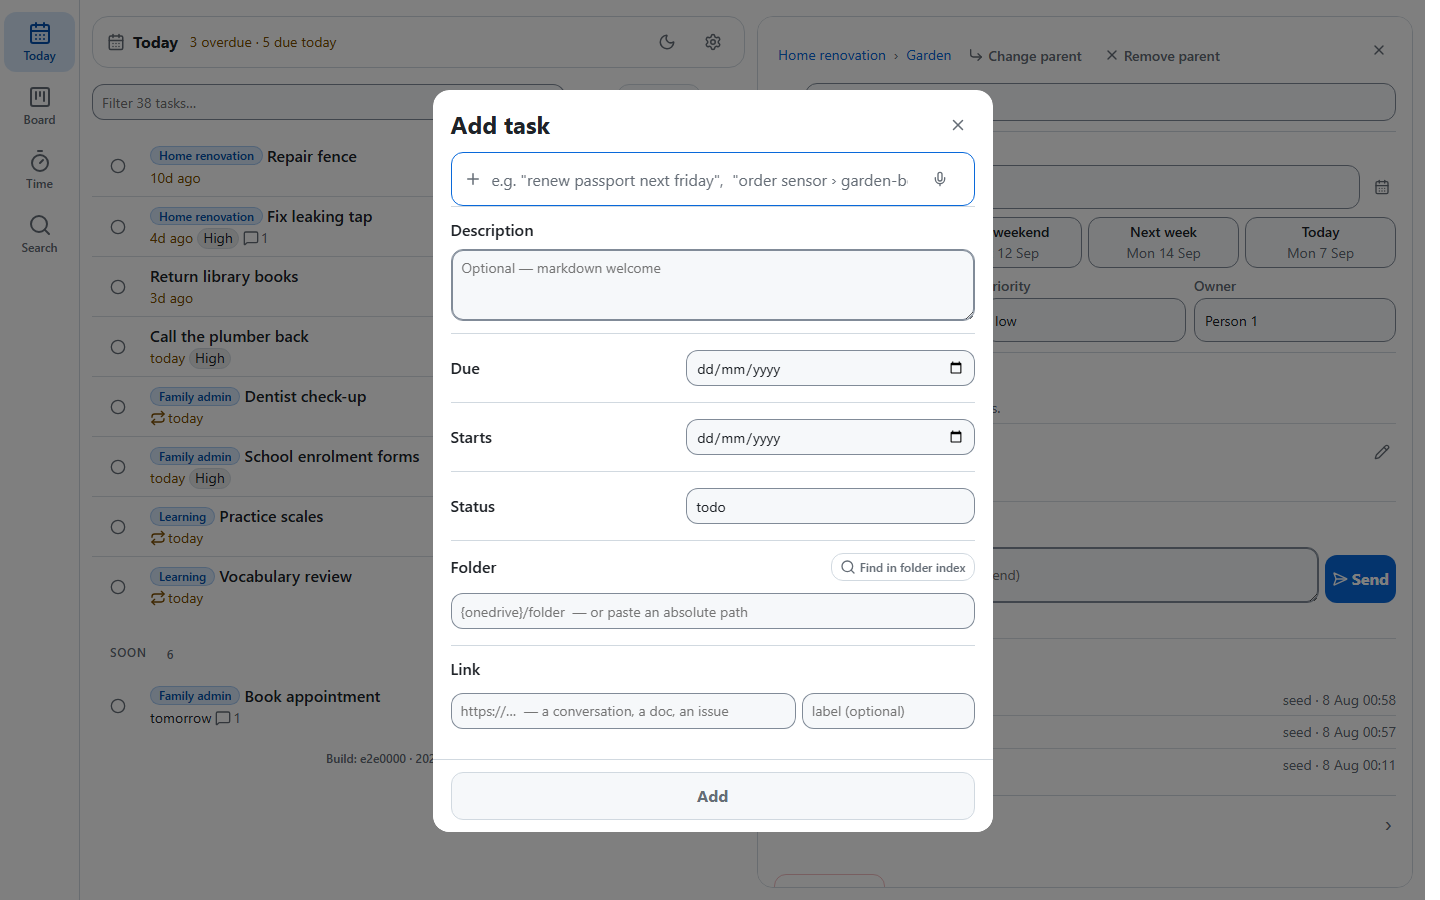 Today
Board
Time
Search
Today 3 overdue · 5 due today
Filter 38 tasks...
Home renovation Repair fence
10d ago
Home renovation Fix leaking tap
4d ago High 1
Return library books
3d ago
Call the plumber back
today High
Family admin Dentist check-up
today
Family admin School enrolment forms
today High
Learning Practice scales
today
Learning Vocabulary review
today
SOON 6
Family admin Book appointment
tomorrow 1
Build: e2e0000 · 202
Add task
e.g. "renew passport next friday", "order sensor › garden-b
Description
Optional — markdown welcome
Due
dd/mm/yyyy
Starts
dd/mm/yyyy
Status
todo
Folder
Find in folder index
{onedrive}/folder — or paste an absolute path
Link
https://... — a conversation, a doc, an issue
label (optional)
Add
Home renovation › Garden Change parent Remove parent
weekend
12 Sep
Next week
Mon 14 Sep
Today
Mon 7 Sep
riority
Owner
low
Person 1
s.
end)
Send
seed · 8 Aug 00:58
seed · 8 Aug 00:57
seed · 8 Aug 00:11